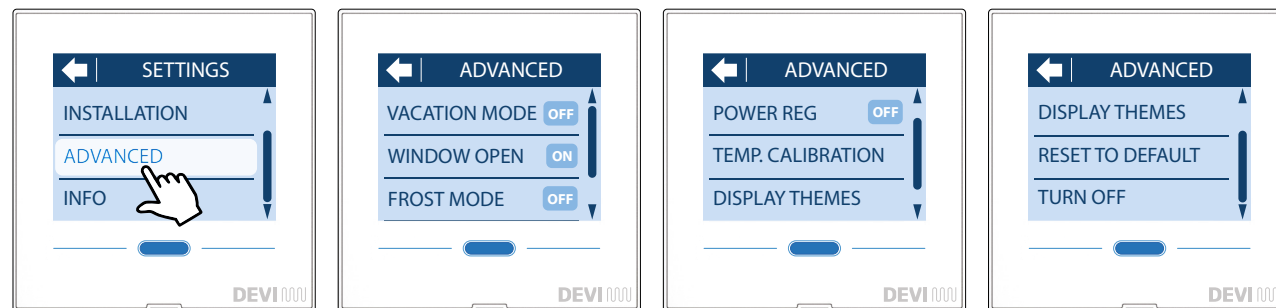 SETTINGS
INSTALLATION
ADVANCED
INFO
DEVI
ADVANCED
VACATION MODE OFF
WINDOW OPEN ON
FROST MODE OFF
DEVI
ADVANCED
POWER REG OFF
TEMP. CALIBRATION
DISPLAY THEMES
DEVI
ADVANCED
DISPLAY THEMES
RESET TO DEFAULT
TURN OFF
DEVI